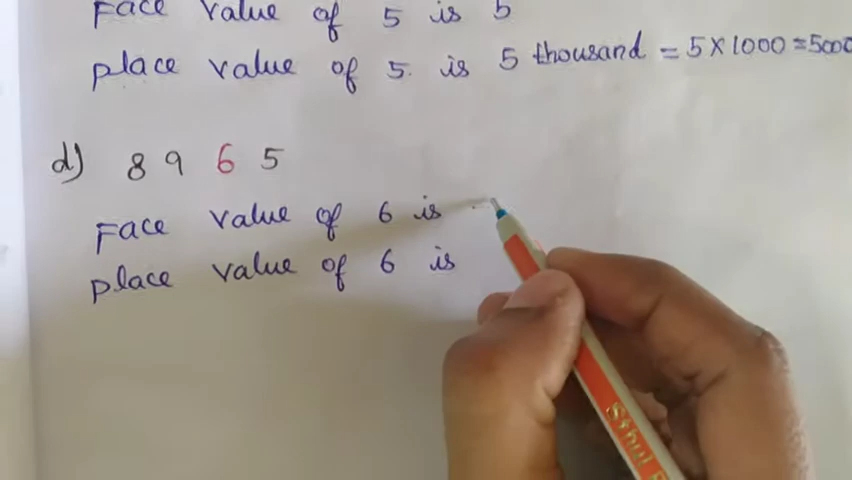 Face value of 5 is 5
place value of 5 is 5 thousand = 5 × 1000 = 5000
d) 8 9 6 5
Face value of 6 is
place value of 6 is